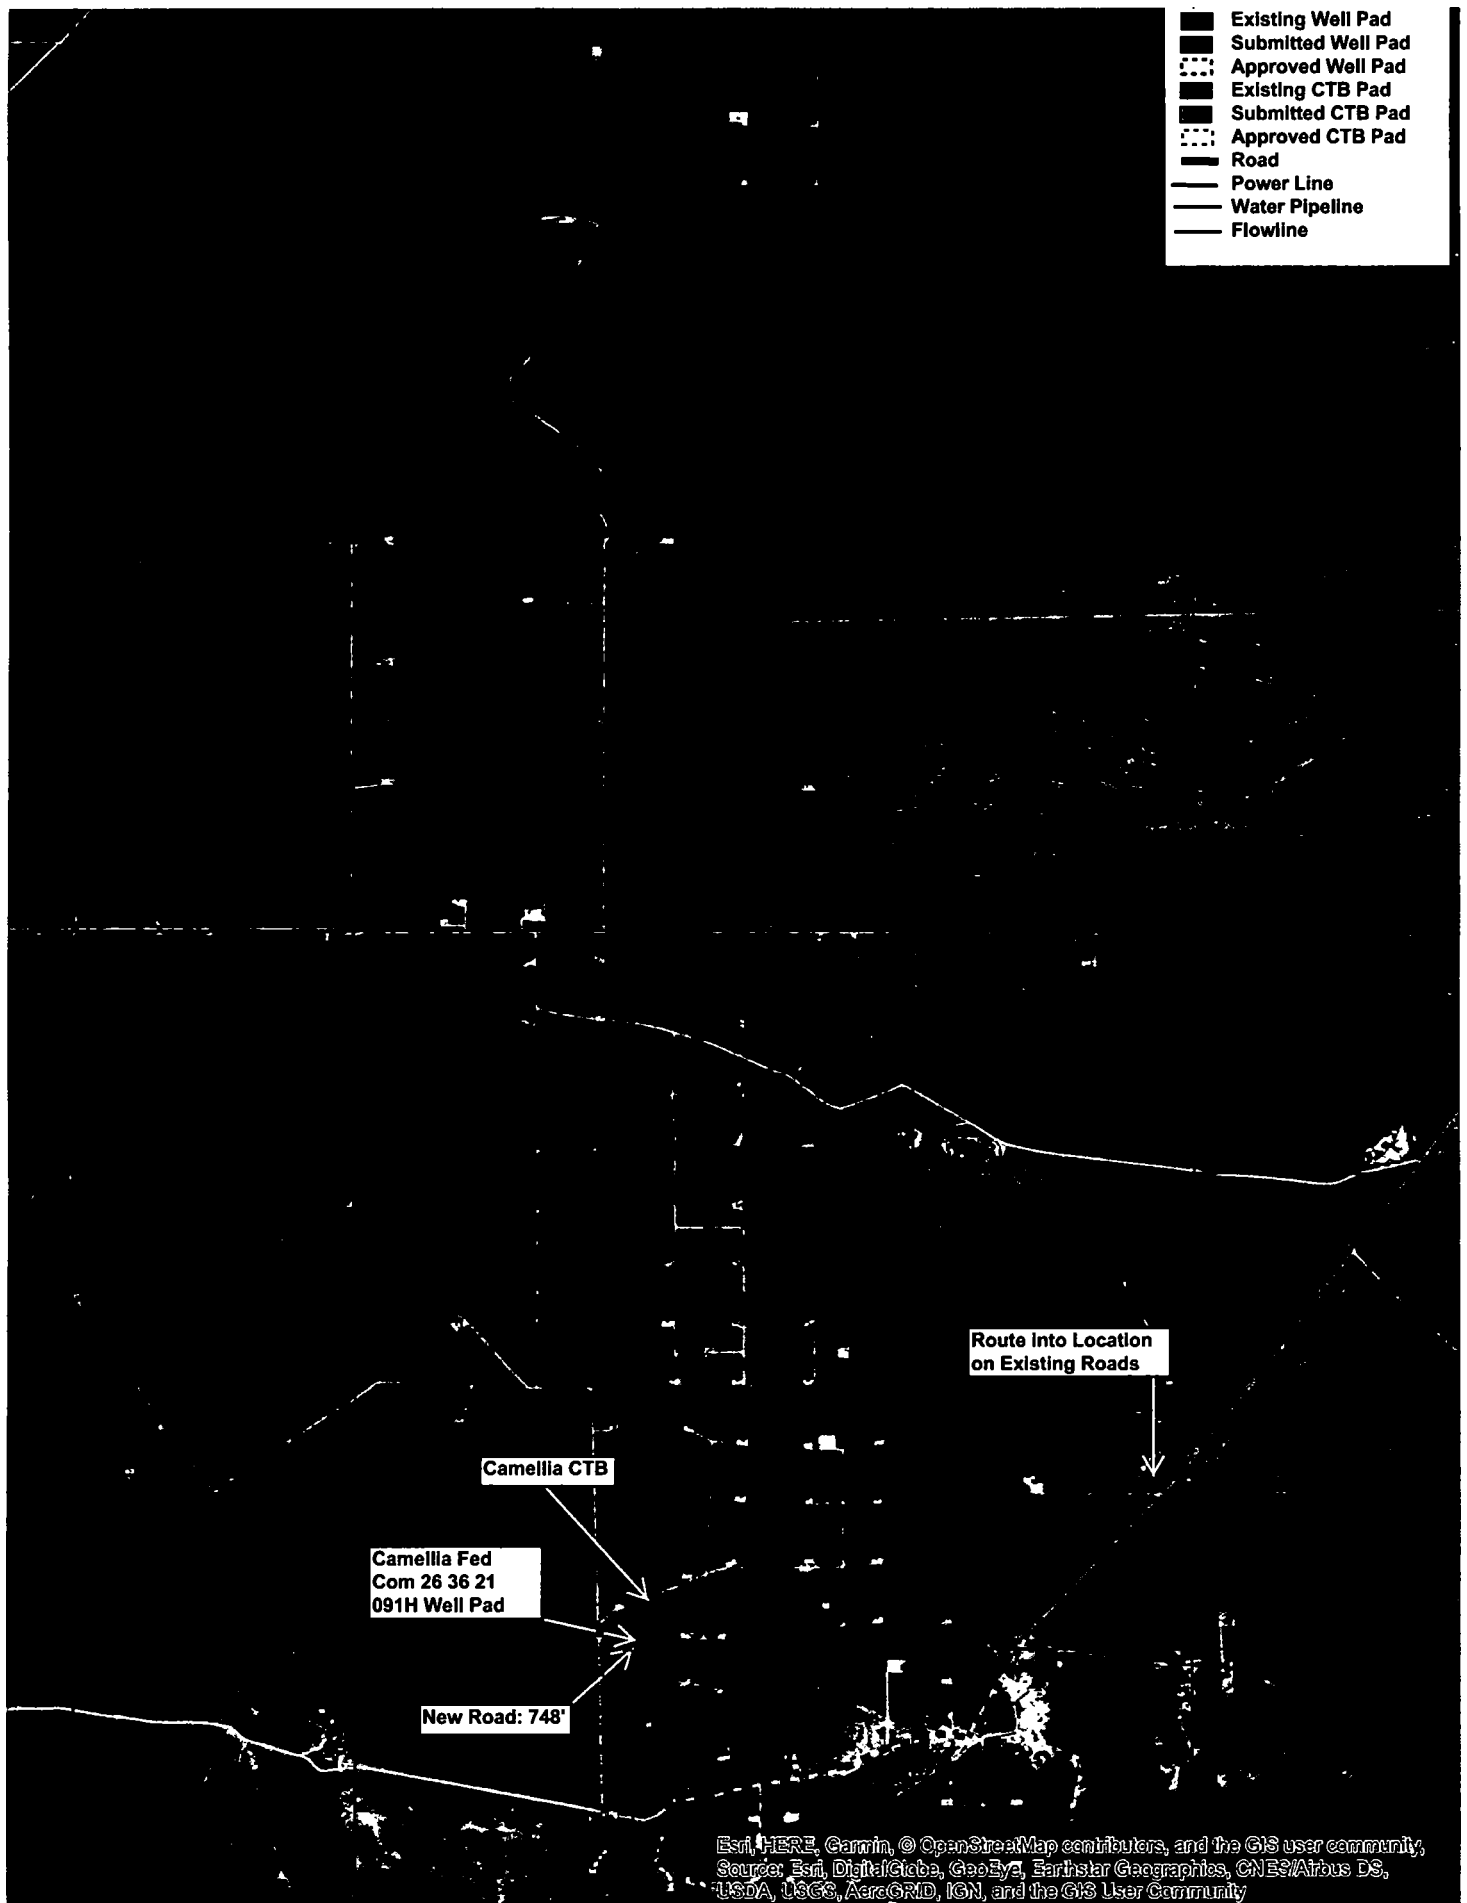 Existing Well Pad
Submitted Well Pad
Approved Well Pad
Existing CTB Pad
Submitted CTB Pad
Approved CTB Pad
Road
Power Line
Water Pipeline
Flowline
Route into Location
on Existing Roads
Camellia CTB
Camellia Fed
Com 26 36 21
091H Well Pad
New Road: 748'
Esri, HERE, Garmin, © OpenStreetMap contributors, and the GIS user community,
Source: Esri, DigitalGlobe, GeoEye, Earthstar Geographics, CNES/Airbus DS,
USDA, USGS, AeroGRID, IGN, and the GIS User Community